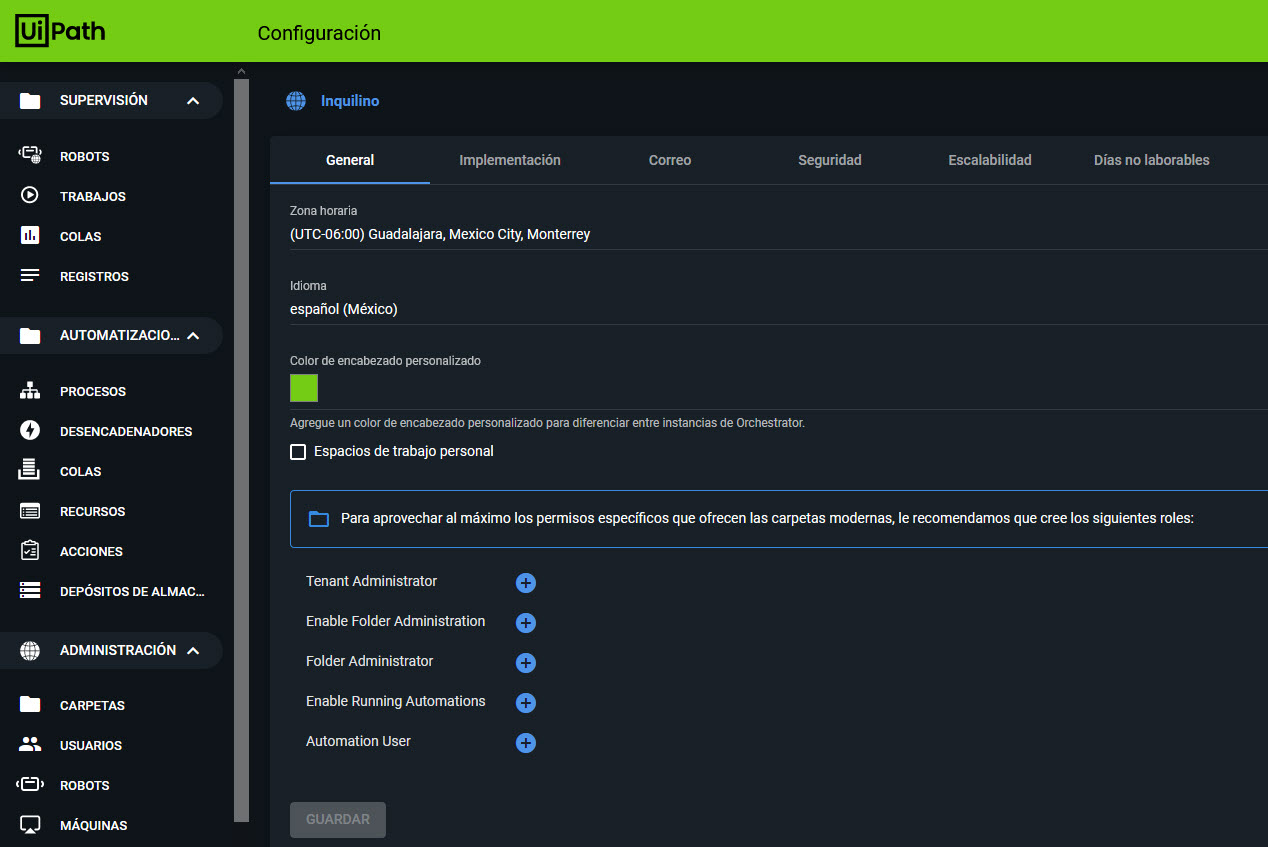 UiPath
Configuración
SUPERVISIÓN
ROBOTS
TRABAJOS
COLAS
REGISTROS
AUTOMATIZACIO...
PROCESOS
DESENCADENADORES
COLAS
RECURSOS
ACCIONES
DEPÓSITOS DE ALMAC...
ADMINISTRACIÓN
CARPETAS
USUARIOS
ROBOTS
MÁQUINAS
Inquilino
General Implementación Correo Seguridad Escalabilidad Días no laborables
Zona horaria
(UTC-06:00) Guadalajara, Mexico City, Monterrey
Idioma
español (México)
Color de encabezado personalizado
Agregue un color de encabezado personalizado para diferenciar entre instancias de Orchestrator.
Espacios de trabajo personal
Para aprovechar al máximo los permisos específicos que ofrecen las carpetas modernas, le recomendamos que cree los siguientes roles:
Tenant Administrator
Enable Folder Administration
Folder Administrator
Enable Running Automations
Automation User
GUARDAR